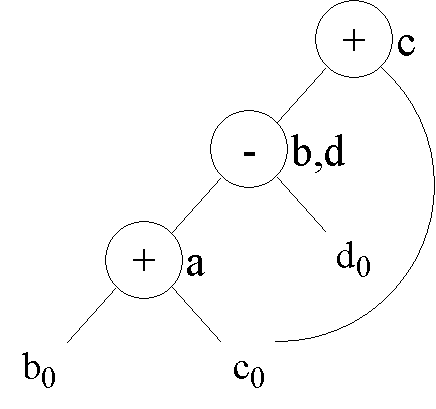 + c
- b,d
+ a d₀
b₀ c₀